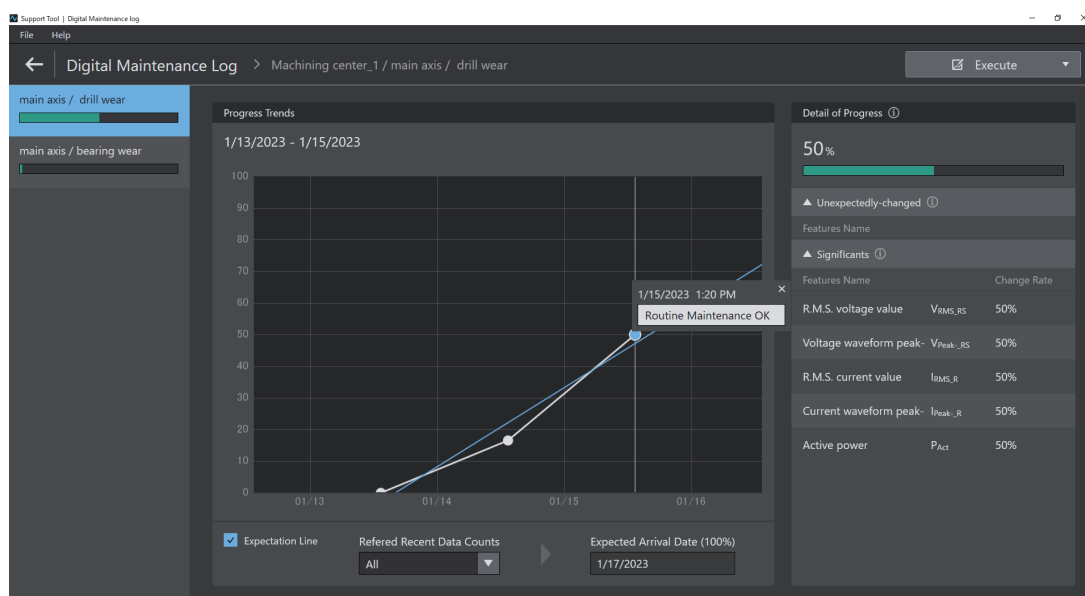 Support Tool | Digital Maintenance log
File Help
Digital Maintenance Log > Machining center_1 / main axis / drill wear
Execute
main axis / drill wear
main axis / bearing wear
Progress Trends
1/13/2023 - 1/15/2023
100
90
80
70
60
50
40
30
20
10
0
01/13 01/14 01/15 01/16
1/15/2023 1:20 PM
Routine Maintenance OK
Expectation Line
Refered Recent Data Counts
All
Expected Arrival Date (100%)
1/17/2023
Detail of Progress
50%
Unexpectedly-changed
Features Name
Significants
Features Name Change Rate
R.M.S. voltage value VRMS_RS 50%
Voltage waveform peak- VPeak-_RS 50%
R.M.S. current value IRMS_R 50%
Current waveform peak- IPeak-_R 50%
Active power PAct 50%